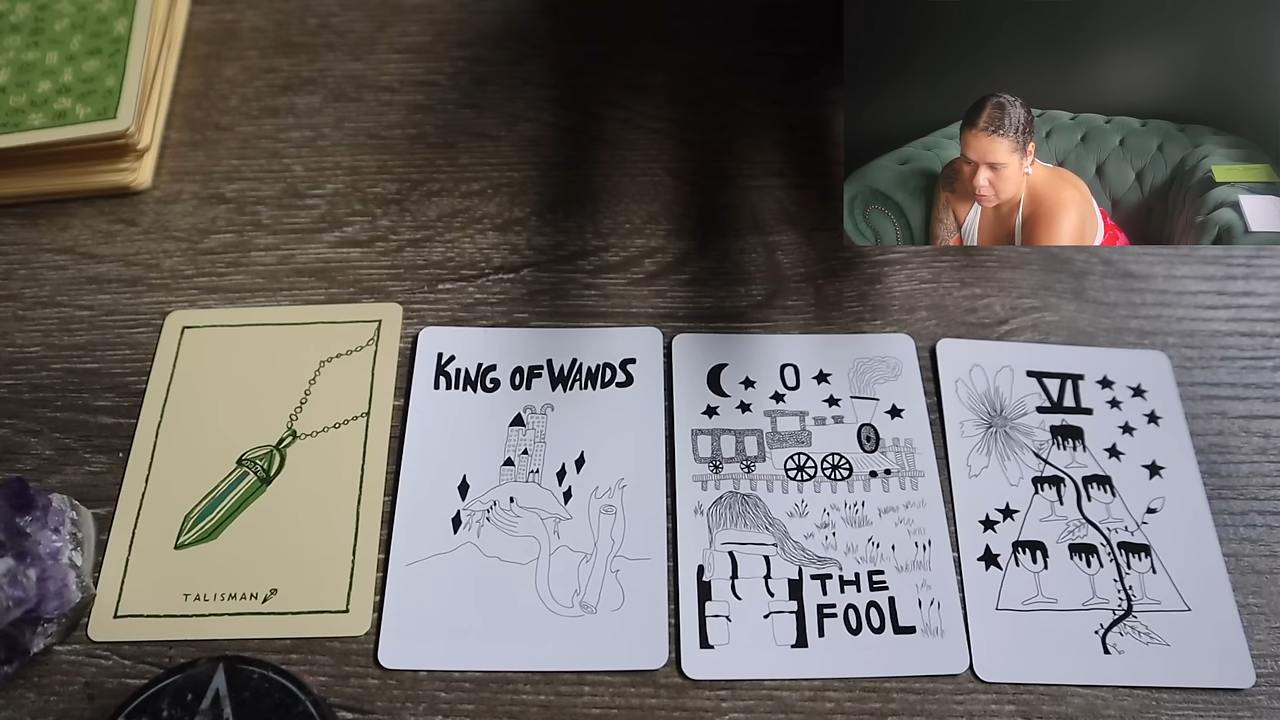 TALISMAN
KING OF WANDS
0
THE
FOOL
VI